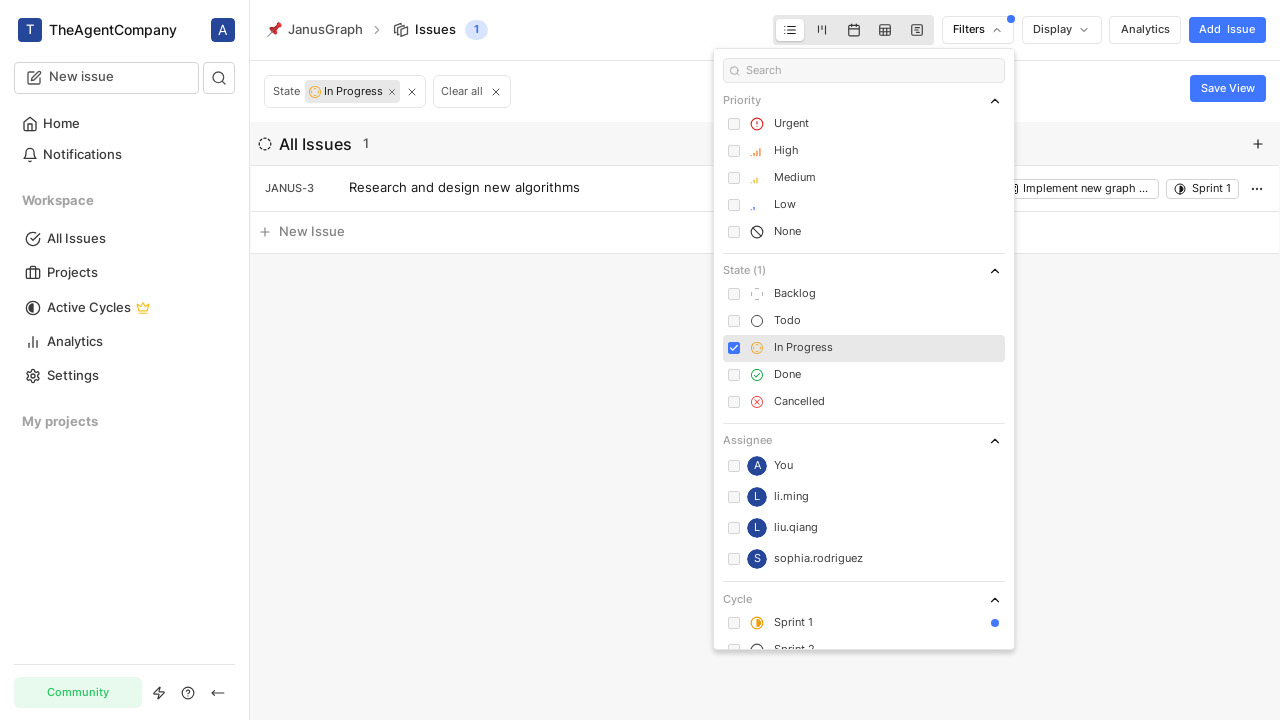 T TheAgentCompany A
New issue
Home
Notifications
Workspace
All Issues
Projects
Active Cycles
Analytics
Settings
My projects
Community
JanusGraph Issues 1
Filters Display Analytics Add Issue
State In Progress Clear all
Save View
All Issues 1
JANUS-3 Research and design new algorithms
Implement new graph ... Sprint 1
New Issue
Search
Priority
Urgent
High
Medium
Low
None
State (1)
Backlog
Todo
In Progress
Done
Cancelled
Assignee
A You
L li.ming
L liu.qiang
S sophia.rodriguez
Cycle
Sprint 1
Sprint 2